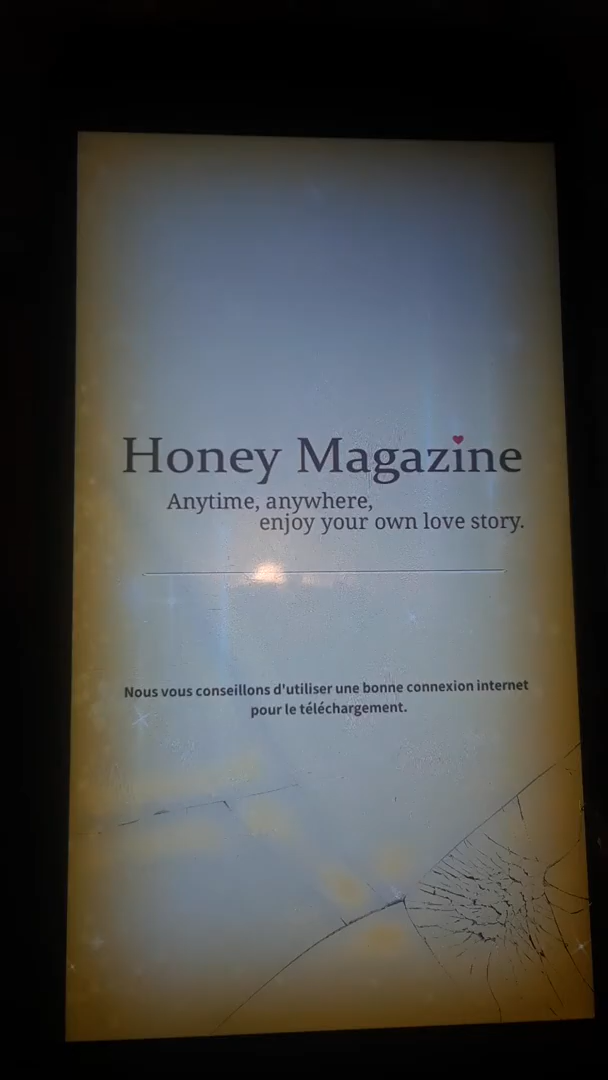 Honey Magazine
Anytime, anywhere,
enjoy your own love story.
Nous vous conseillons d'utiliser une bonne connexion internet
pour le téléchargement.